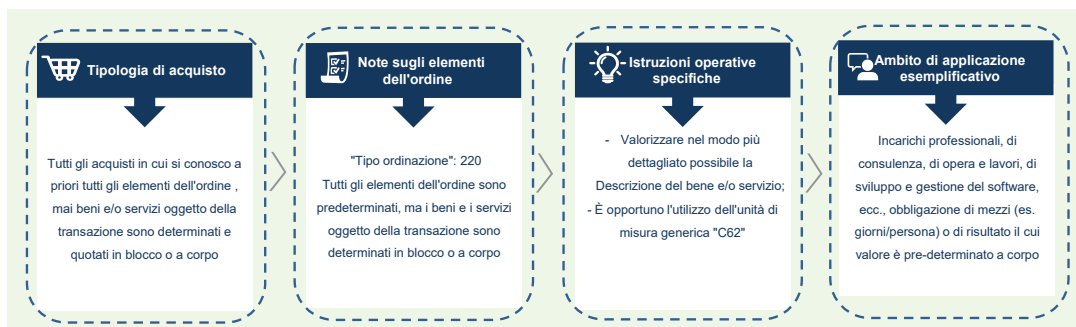 Tipologia di acquisto
Tutti gli acquisti in cui si conosco a
priori tutti gli elementi dell'ordine ,
mai beni e/o servizi oggetto della
transazione sono determinati e
quotati in blocco o a corpo
Note sugli elementi
dell'ordine
"Tipo ordinazione": 220
Tutti gli elementi dell'ordine sono
predeterminati, ma i beni e i servizi
oggetto della transazione sono
determinati in blocco o a corpo
Istruzioni operative
specifiche
- Valorizzare nel modo più
dettagliato possibile la
Descrizione del bene e/o servizio;
- È opportuno l'utilizzo dell'unità di
misura generica "C62"
Ambito di applicazione
esemplificativo
Incarichi professionali, di
consulenza, di opera e lavori, di
sviluppo e gestione del software,
ecc., obbligazione di mezzi (es.
giorni/persona) o di risultato il cui
valore è pre-determinato a corpo